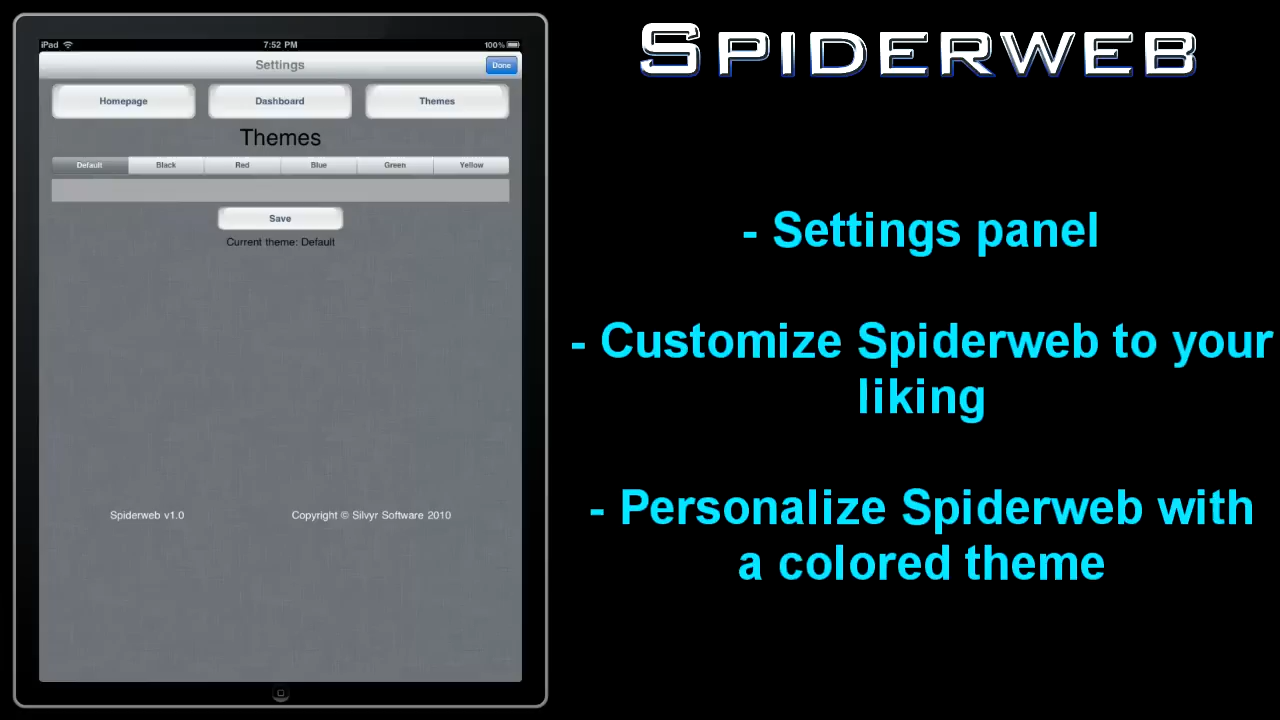 iPad 7:52 PM 100%
Settings Done
Homepage Dashboard Themes
Themes
Default Black Red Blue Green Yellow
Save
Current theme: Default
Spiderweb v1.0 Copyright © Silvyr Software 2010
SPIDERWEB
- Settings panel
- Customize Spiderweb to your
liking
- Personalize Spiderweb with
a colored theme